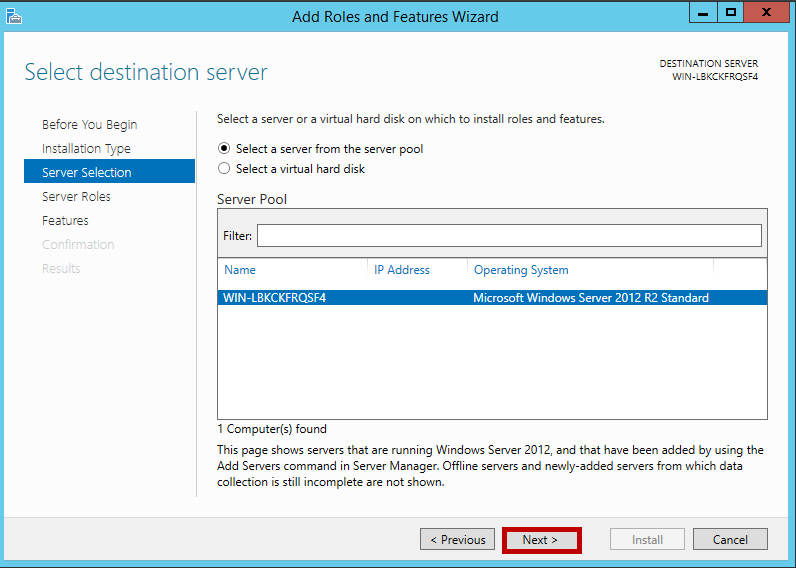 Add Roles and Features Wizard
Select destination server
DESTINATION SERVER
WIN-LBKCKFRQSF4
Before You Begin
Installation Type
Server Selection
Server Roles
Features
Confirmation
Results
Select a server or a virtual hard disk on which to install roles and features.
Select a server from the server pool
Select a virtual hard disk
Server Pool
Filter:
Name IP Address Operating System
WIN-LBKCKFRQSF4 Microsoft Windows Server 2012 R2 Standard
1 Computer(s) found
This page shows servers that are running Windows Server 2012, and that have been added by using the
Add Servers command in Server Manager. Offline servers and newly-added servers from which data
collection is still incomplete are not shown.
< Previous Next > Install Cancel